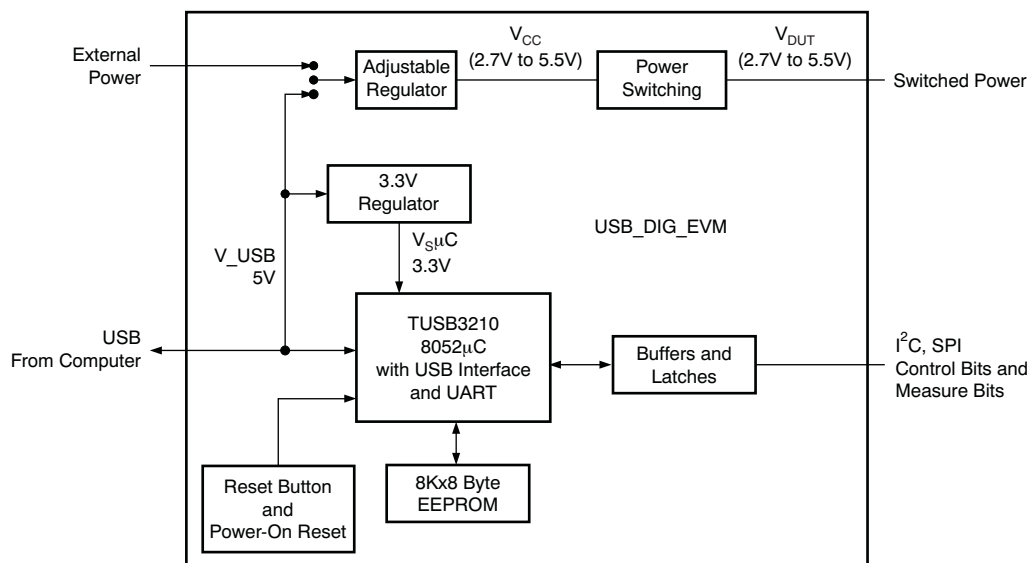 External
Power
Adjustable
Regulator
V_CC
(2.7V to 5.5V)
Power
Switching
V_DUT
(2.7V to 5.5V)
Switched Power
3.3V
Regulator
USB_DIG_EVM
V_USB
5V
V_SμC
3.3V
USB
From Computer
TUSB3210
8052μC
with USB Interface
and UART
Buffers and
Latches
I²C, SPI
Control Bits and
Measure Bits
Reset Button
and
Power-On Reset
8Kx8 Byte
EEPROM